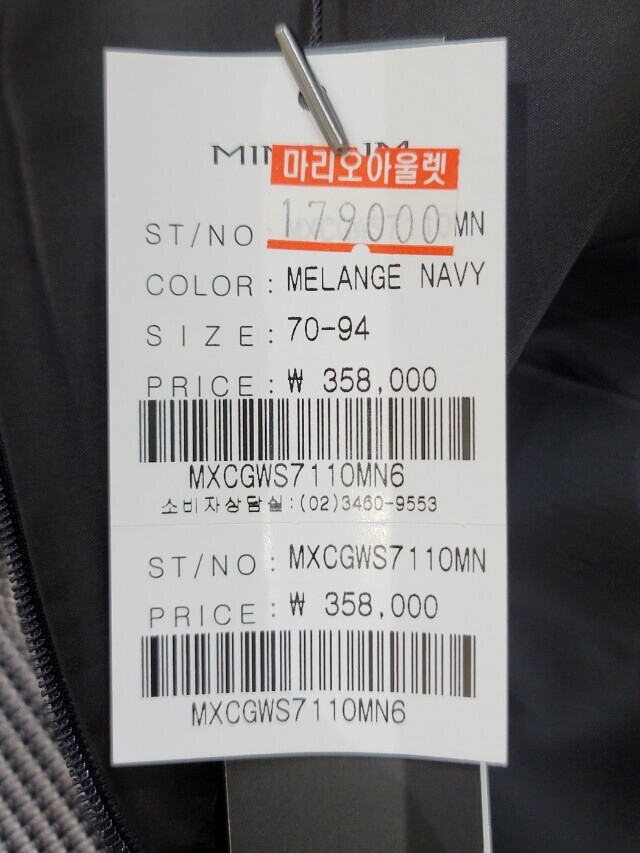 마리오아울렛
179000
ST/NO MN
COLOR : MELANGE NAVY
SIZE : 70-94
PRICE : ₩ 358,000
MXCGWS7110MN6
소비자상담실:(02)3460-9553
ST/NO : MXCGWS7110MN
PRICE : ₩ 358,000
MXCGWS7110MN6